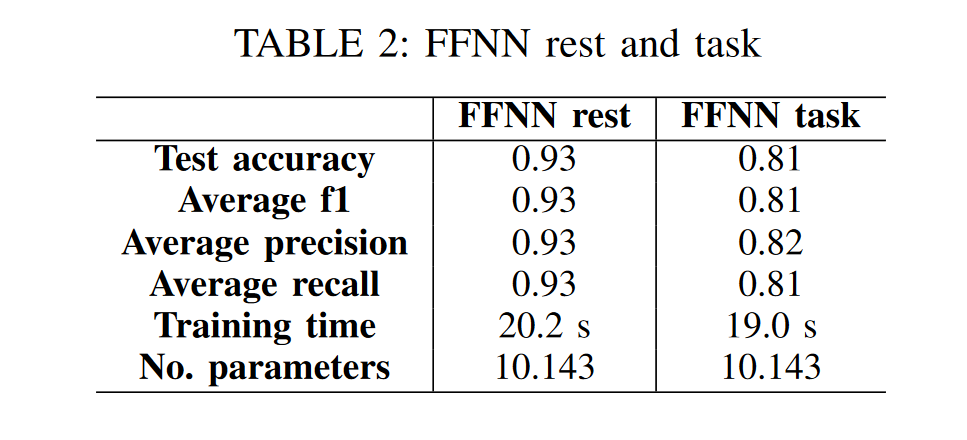 TABLE 2: FFNN rest and task
FFNN rest FFNN task
Test accuracy 0.93 0.81
Average f1 0.93 0.81
Average precision 0.93 0.82
Average recall 0.93 0.81
Training time 20.2 s 19.0 s
No. parameters 10.143 10.143